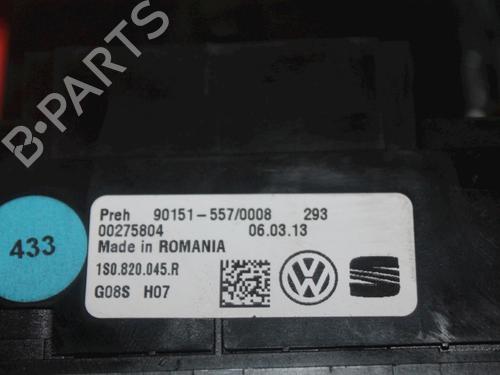 B-PARTS
433
Preh 90151-557/0008 293
00275804 06.03.13
Made in ROMANIA
1S0.820.045.R
G08S H07